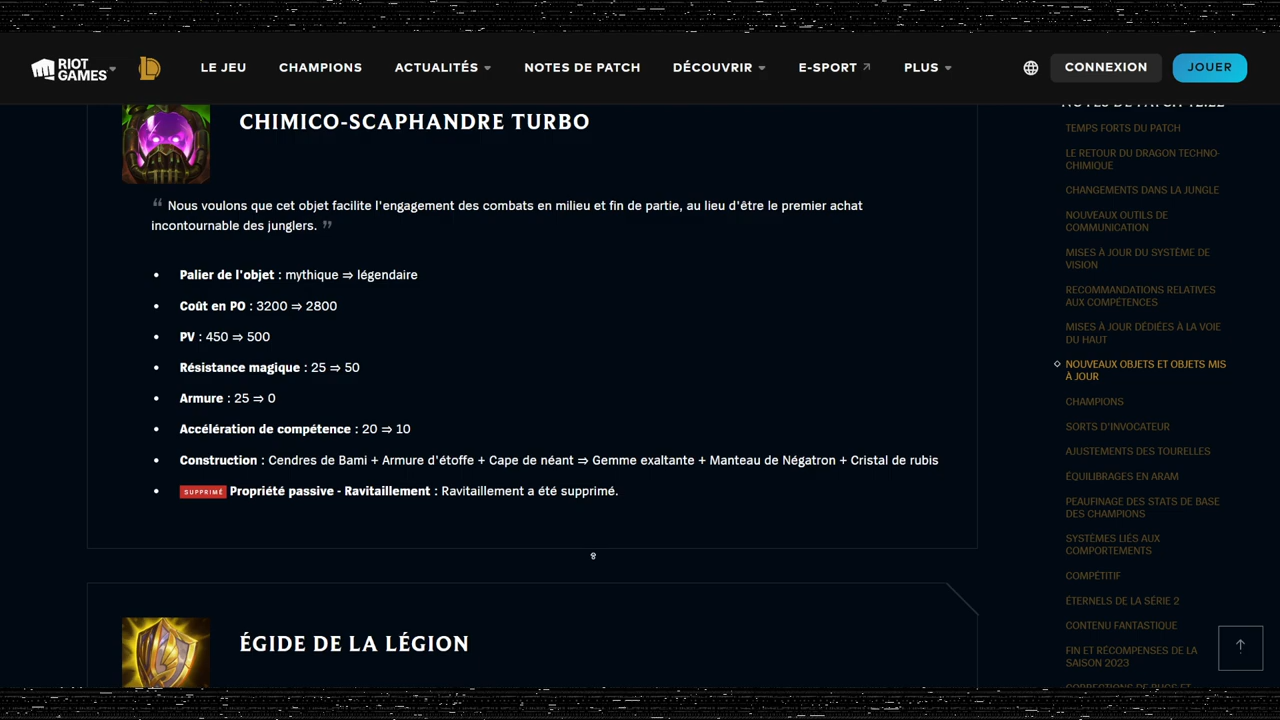 RIOT GAMES
LE JEU
CHAMPIONS
ACTUALITÉS
NOTES DE PATCH
DÉCOUVRIR
E-SPORT
PLUS
CONNEXION
JOUER
CHIMICO-SCAPHANDRE TURBO
“ Nous voulons que cet objet facilite l'engagement des combats en milieu et fin de partie, au lieu d'être le premier achat
incontournable des junglers. ”
• Palier de l'objet : mythique ⇒ légendaire
• Coût en PO : 3200 ⇒ 2800
• PV : 450 ⇒ 500
• Résistance magique : 25 ⇒ 50
• Armure : 25 ⇒ 0
• Accélération de compétence : 20 ⇒ 10
• Construction : Cendres de Bami + Armure d'étoffe + Cape de néant ⇒ Gemme exaltante + Manteau de Négatron + Cristal de rubis
• SUPPRIMÉ Propriété passive - Ravitaillement : Ravitaillement a été supprimé.
ÉGIDE DE LA LÉGION
NOTES DE PATCH
TEMPS FORTS DU PATCH
LE RETOUR DU DRAGON TECHNO-
CHIMIQUE
CHANGEMENTS DANS LA JUNGLE
NOUVEAUX OUTILS DE
COMMUNICATION
MISES À JOUR DU SYSTÈME DE
VISION
RECOMMANDATIONS RELATIVES
AUX COMPÉTENCES
MISES À JOUR DÉDIÉES À LA VOIE
DU HAUT
NOUVEAUX OBJETS ET OBJETS MIS
À JOUR
CHAMPIONS
SORTS D'INVOCATEUR
AJUSTEMENTS DES TOURELLES
ÉQUILIBRAGES EN ARAM
PEAUFINAGE DES STATS DE BASE
DES CHAMPIONS
SYSTÈMES LIÉS AUX
COMPORTEMENTS
COMPÉTITIF
ÉTERNELS DE LA SÉRIE 2
CONTENU FANTASTIQUE
FIN ET RÉCOMPENSES DE LA
SAISON 2023
CORRECTIONS DE BUGS ET